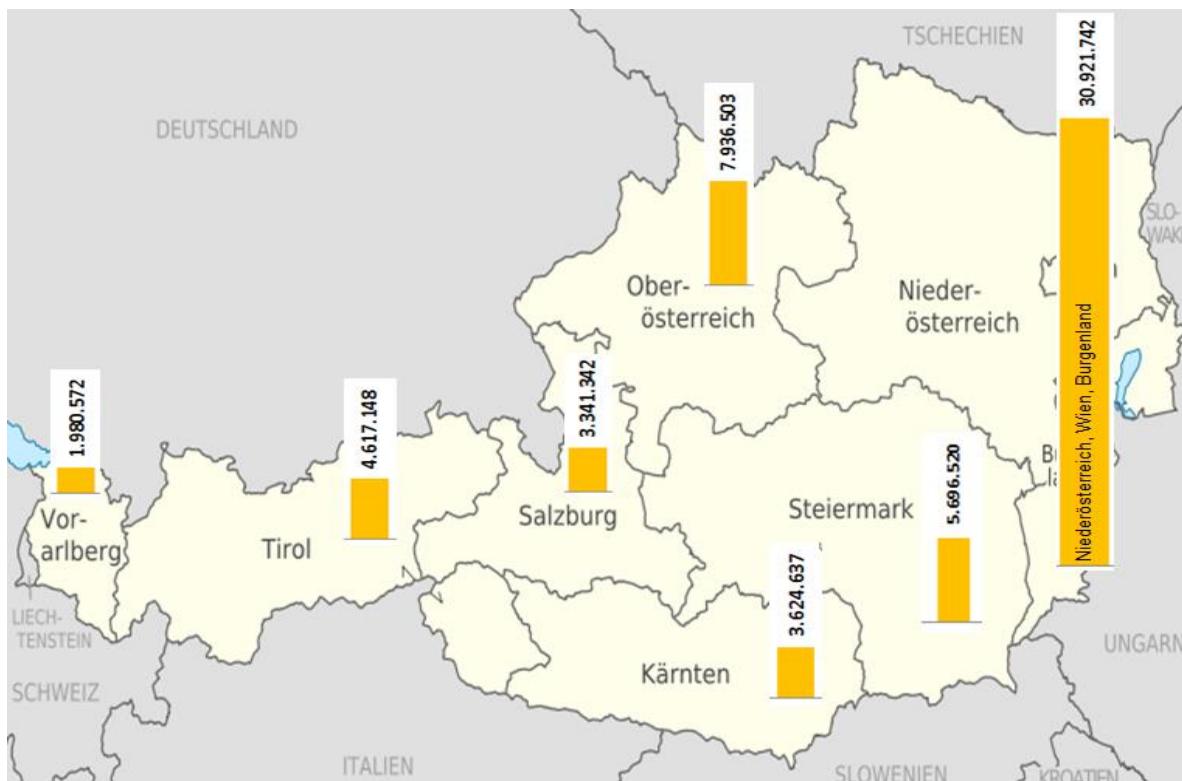 TSCHECHIEN
30.921.742
DEUTSCHLAND
7.936.503
SLO-
WAKE
Ober-
österreich
Nieder-
österreich
Niederösterreich, Wien, Burgenland
1.980.572
4.617.148
3.341.342
5.696.520
Vor-
arlberg
Tirol
Salzburg
Steiermark
3.624.637
LIECH-
TENSTEIN
UNGARN
SCHWEIZ
Kärnten
ITALIEN
SLOWENIEN
KROATIEN